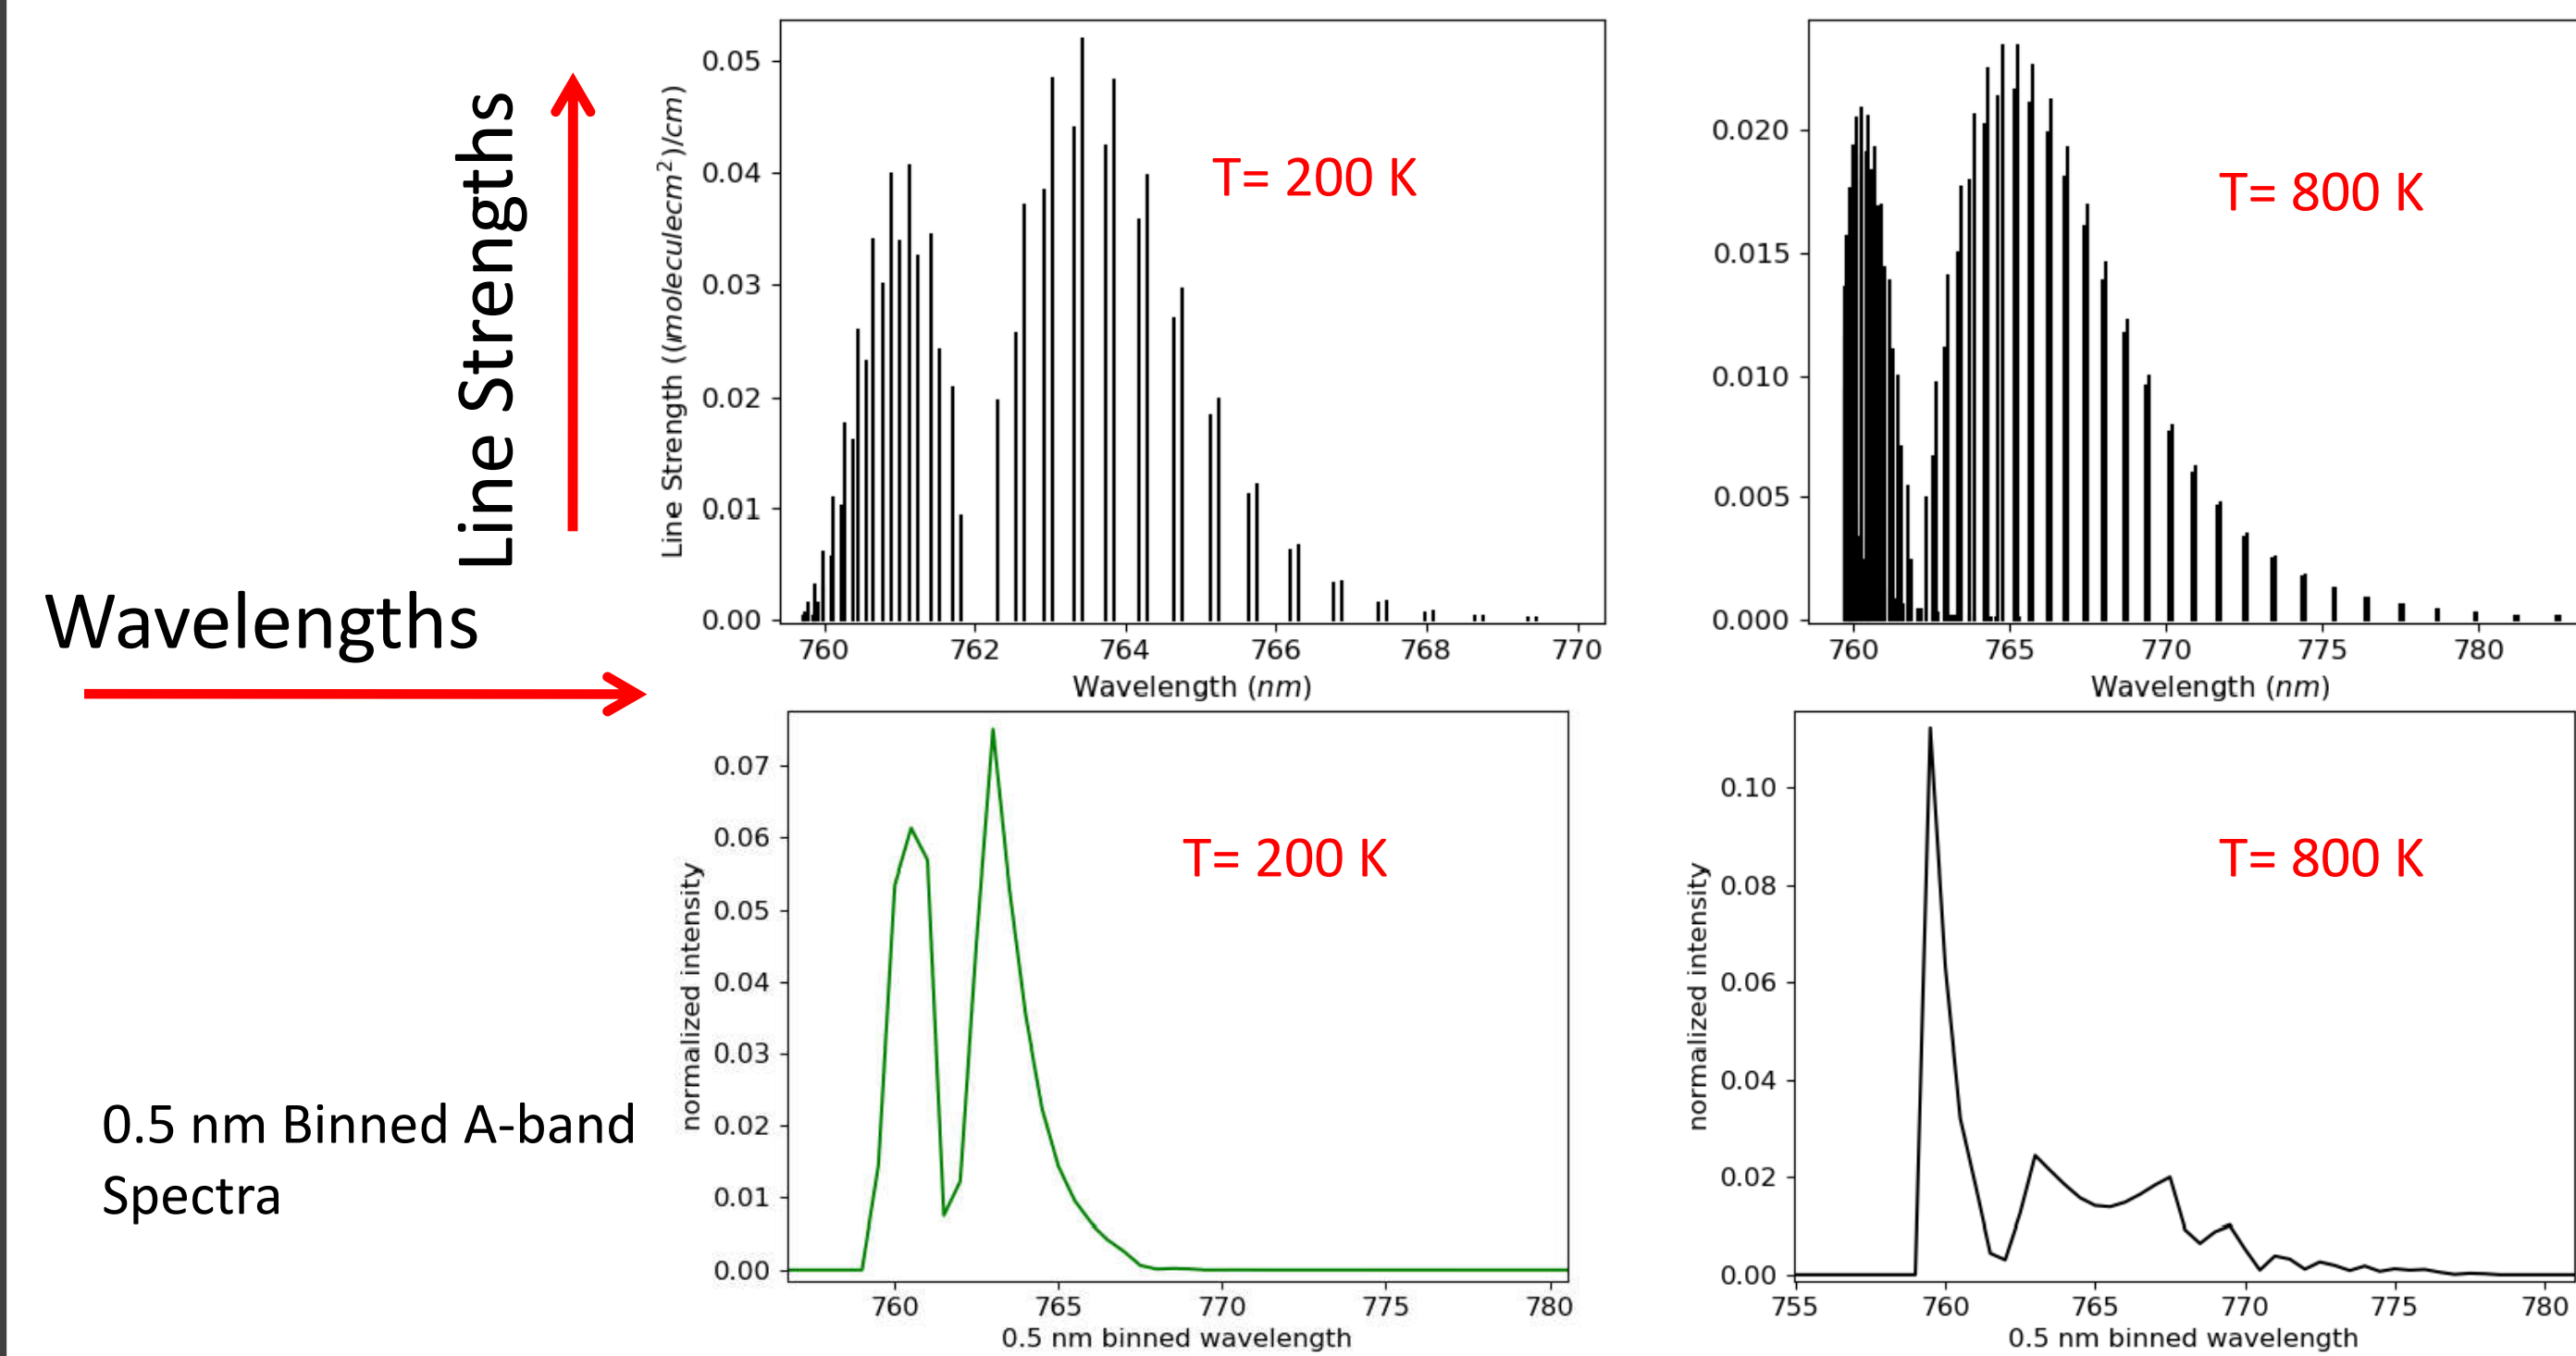 Line Strengths
Wavelengths
0.5 nm Binned A-band
Spectra
Line Strength ((moleculecm²)/cm)
0.05
0.04
0.03
0.02
0.01
0.00
T= 200 K
760 762 764 766 768 770
Wavelength (nm)
0.020
0.015
0.010
0.005
0.000
T= 800 K
760 765 770 775 780
Wavelength (nm)
normalized intensity
0.07
0.06
0.05
0.04
0.03
0.02
0.01
0.00
T= 200 K
760 765 770 775 780
0.5 nm binned wavelength
normalized intensity
0.10
0.08
0.06
0.04
0.02
0.00
T= 800 K
755 760 765 770 775 780
0.5 nm binned wavelength